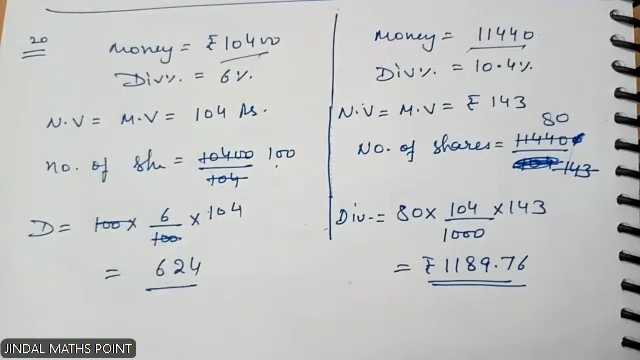 20
Money = ₹10400
Div% = 6%
N.V = M.V = 104 Rs.
No. of Sh = 10400/104 100
D = 100 × 6/100 × 104
= 624
Money = 11440
Div% = 10.4%
N.V = M.V = ₹ 143
80
No. of shares = 11440/143
Div = 80 × 104/1000 × 143
= ₹1189.76
JINDAL MATHS POINT